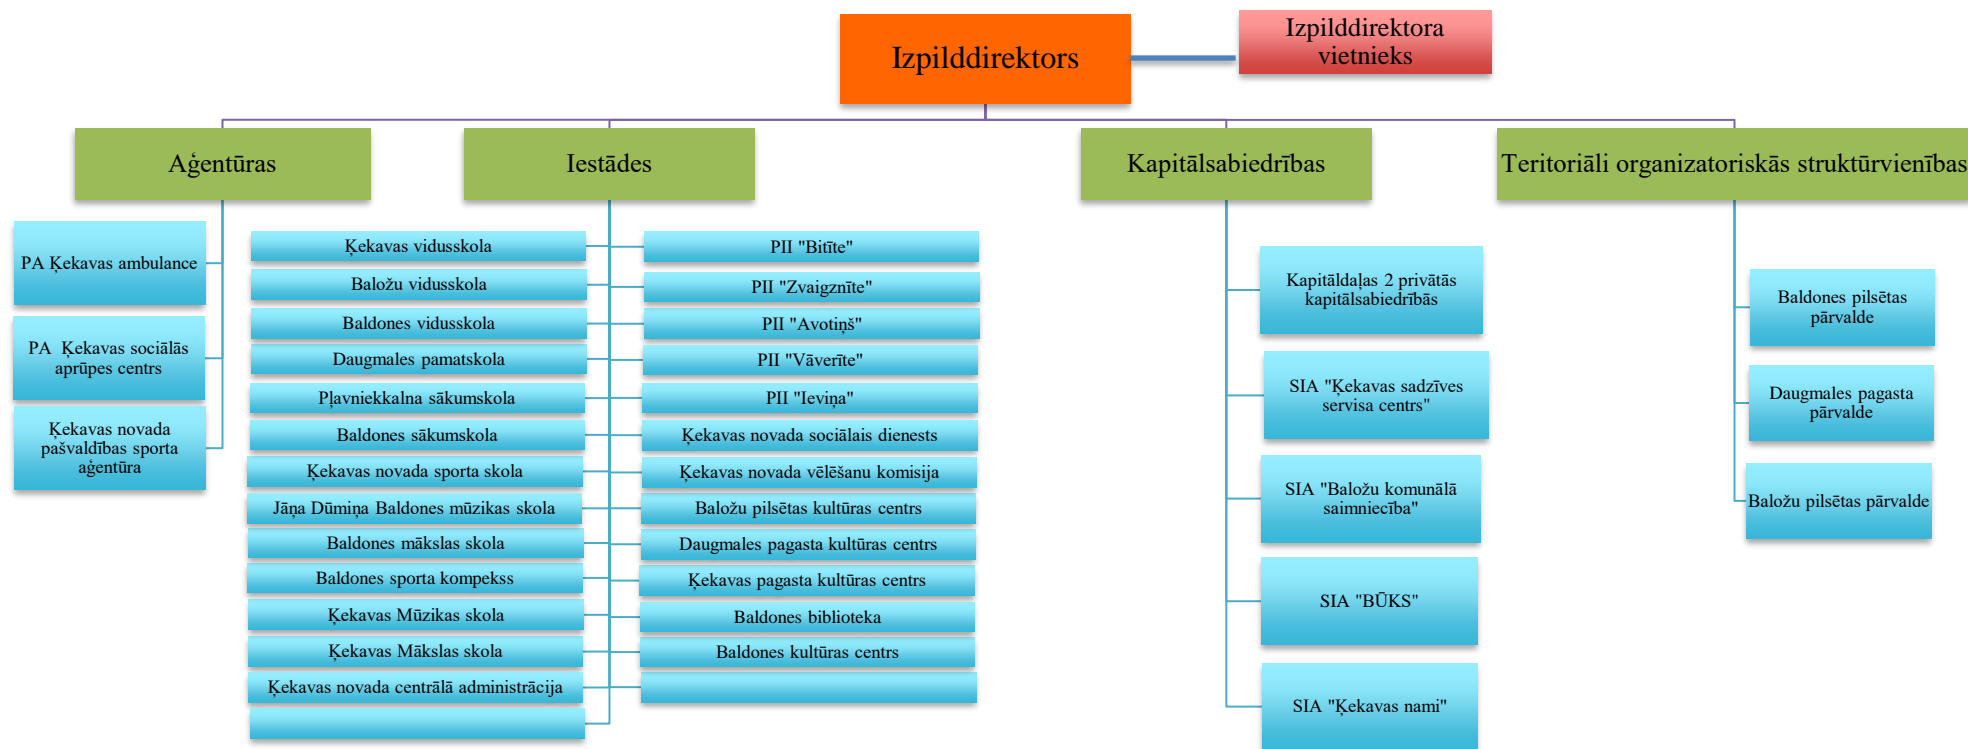 Izpilddirektors
Izpilddirektora
vietnieks
Aģentūras
Iestādes
Kapitālsabiedrības
Teritoriāli organizatoriskās struktūrvienības
PA Ķekavas ambulance
PA  Ķekavas sociālās
aprūpes centrs
Ķekavas novada
pašvaldības sporta
aģentūra
Ķekavas vidusskola
Baložu vidusskola
Baldones vidusskola
Daugmales pamatskola
Pļavniekkalna sākumskola
Baldones sākumskola
Ķekavas novada sporta skola
Jāņa Dūmiņa Baldones mūzikas skola
Baldones mākslas skola
Baldones sporta kompekss
Ķekavas Mūzikas skola
Ķekavas Mākslas skola
Ķekavas novada centrālā administrācija
PII "Bitīte"
PII "Zvaigznīte"
PII "Avotiņš"
PII "Vāverīte"
PII "Ieviņa"
Ķekavas novada sociālais dienests
Ķekavas novada vēlēšanu komisija
Baložu pilsētas kultūras centrs
Daugmales pagasta kultūras centrs
Ķekavas pagasta kultūras centrs
Baldones biblioteka
Baldones kultūras centrs
Kapitāldaļas 2 privātās
kapitālsabiedrībās
SIA "Ķekavas sadzīves
servisa centrs"
SIA "Baložu komunālā
saimniecība"
SIA "BŪKS"
SIA "Ķekavas nami"
Baldones pilsētas
pārvalde
Daugmales pagasta
pārvalde
Baložu pilsētas pārvalde